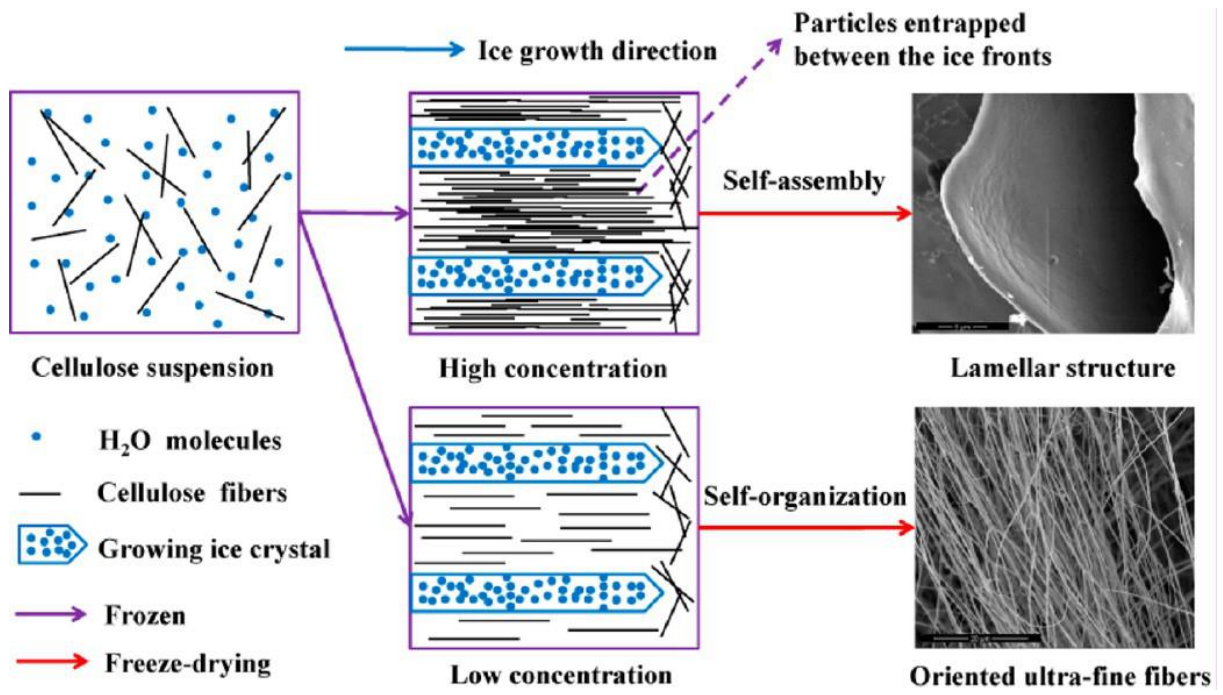 Ice growth direction
Particles entrapped
between the ice fronts
Self-assembly
Cellulose suspension
High concentration
Lamellar structure
H₂O molecules
Cellulose fibers
Growing ice crystal
Frozen
Freeze-drying
Self-organization
Low concentration
Oriented ultra-fine fibers